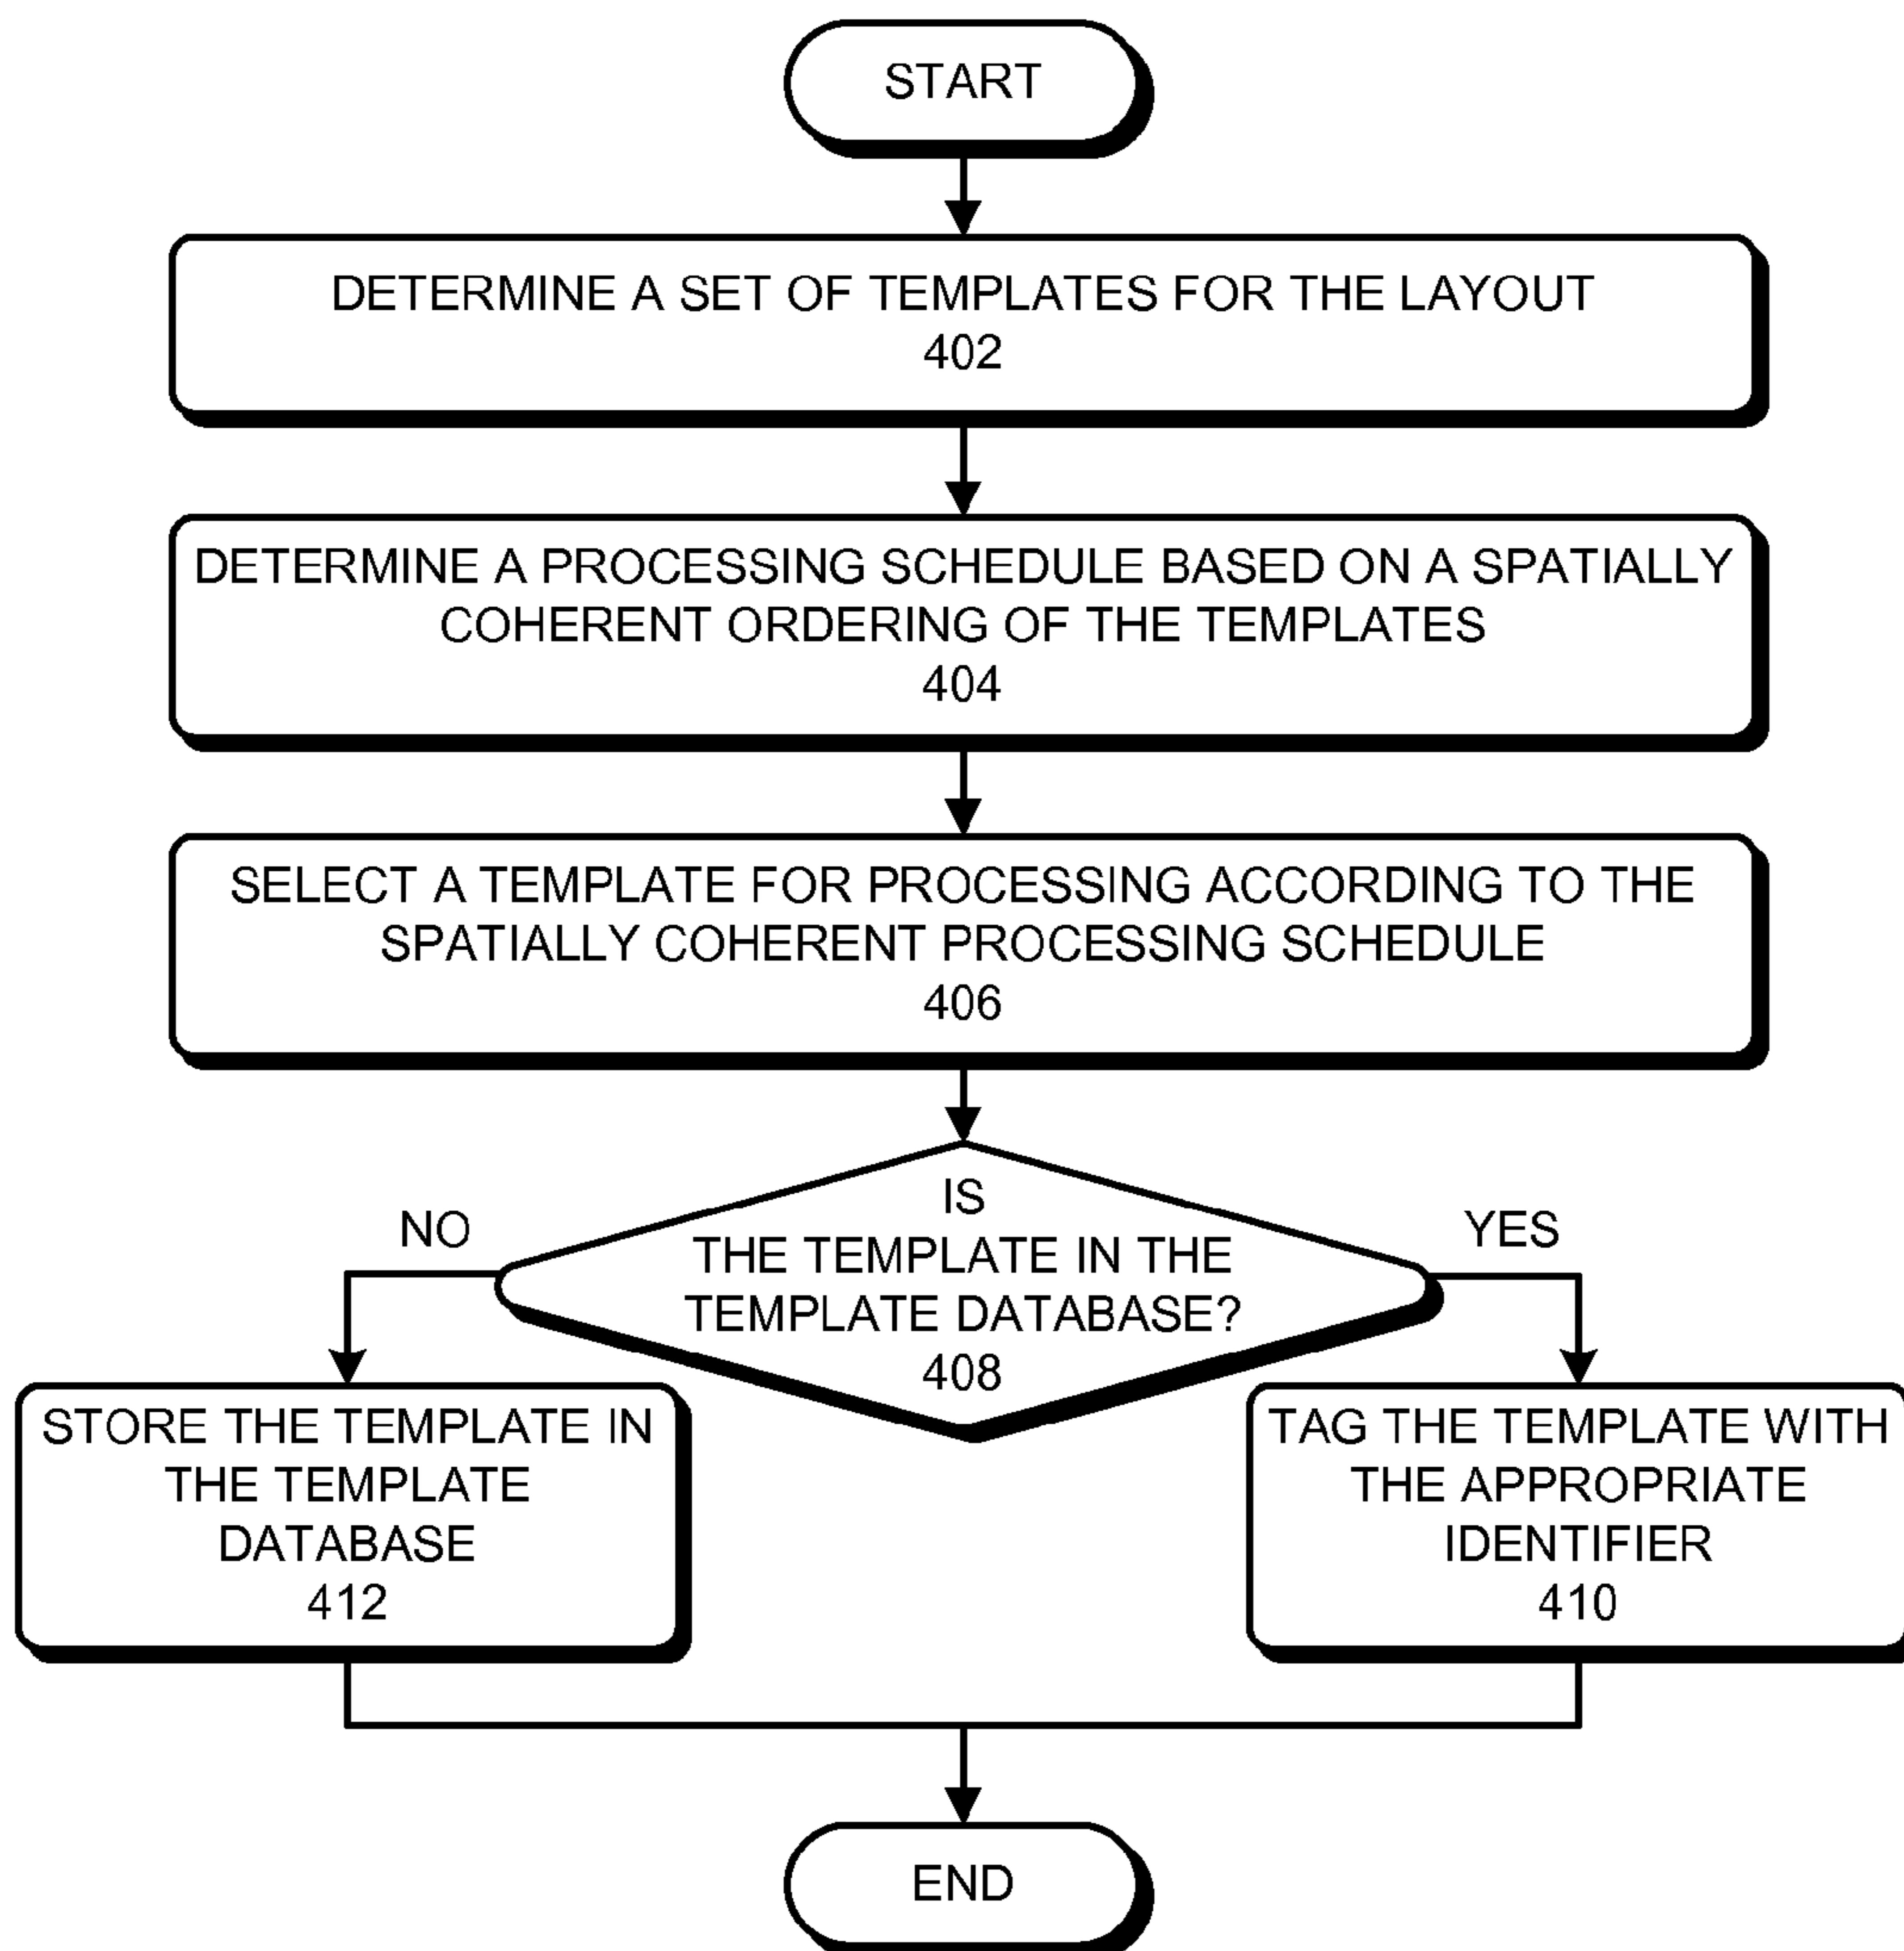 START
DETERMINE A SET OF TEMPLATES FOR THE LAYOUT
402
DETERMINE A PROCESSING SCHEDULE BASED ON A SPATIALLY
COHERENT ORDERING OF THE TEMPLATES
404
SELECT A TEMPLATE FOR PROCESSING ACCORDING TO THE
SPATIALLY COHERENT PROCESSING SCHEDULE
406
IS
THE TEMPLATE IN THE
TEMPLATE DATABASE?
408
NO
YES
STORE THE TEMPLATE IN
THE TEMPLATE
DATABASE
412
TAG THE TEMPLATE WITH
THE APPROPRIATE
IDENTIFIER
410
END